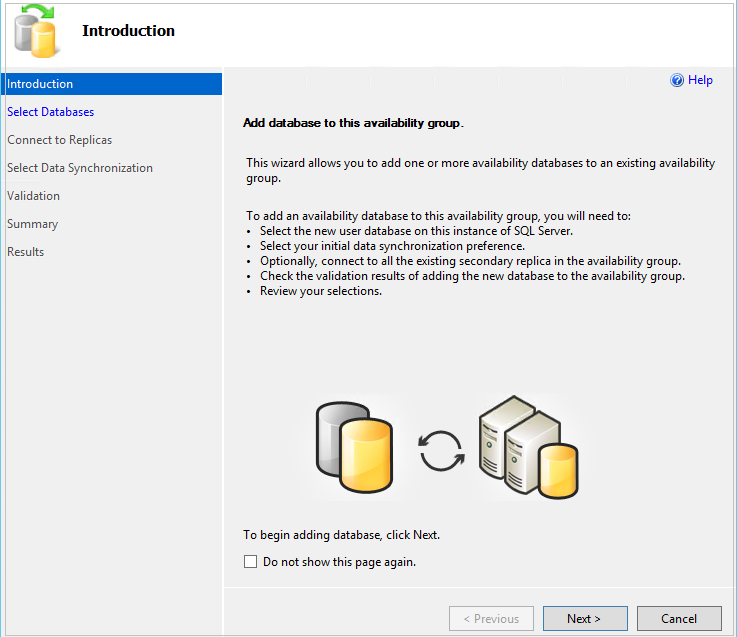 Introduction
Introduction
Select Databases
Connect to Replicas
Select Data Synchronization
Validation
Summary
Results
Help
Add database to this availability group.
This wizard allows you to add one or more availability databases to an existing availability
group.
To add an availability database to this availability group, you will need to:
• Select the new user database on this instance of SQL Server.
• Select your initial data synchronization preference.
• Optionally, connect to all the existing secondary replica in the availability group.
• Check the validation results of adding the new database to the availability group.
• Review your selections.
To begin adding database, click Next.
Do not show this page again.
< Previous
Next >
Cancel